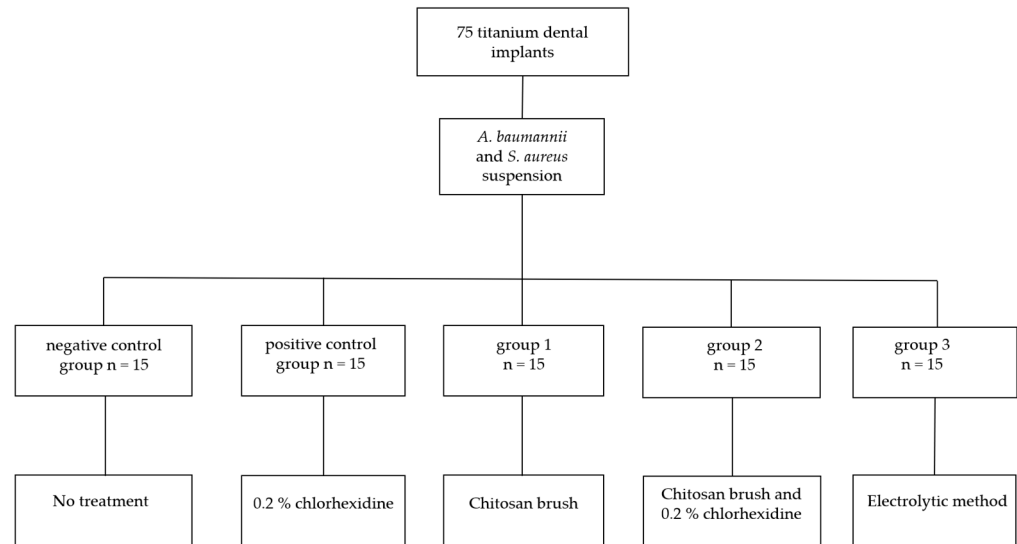 75 titanium dental
implants
A. baumannii
and S. aureus
suspension
negative control
group n = 15
positive control
group n = 15
group 1
n = 15
group 2
n = 15
group 3
n = 15
No treatment
0.2 % chlorhexidine
Chitosan brush
Chitosan brush and
0.2 % chlorhexidine
Electrolytic method